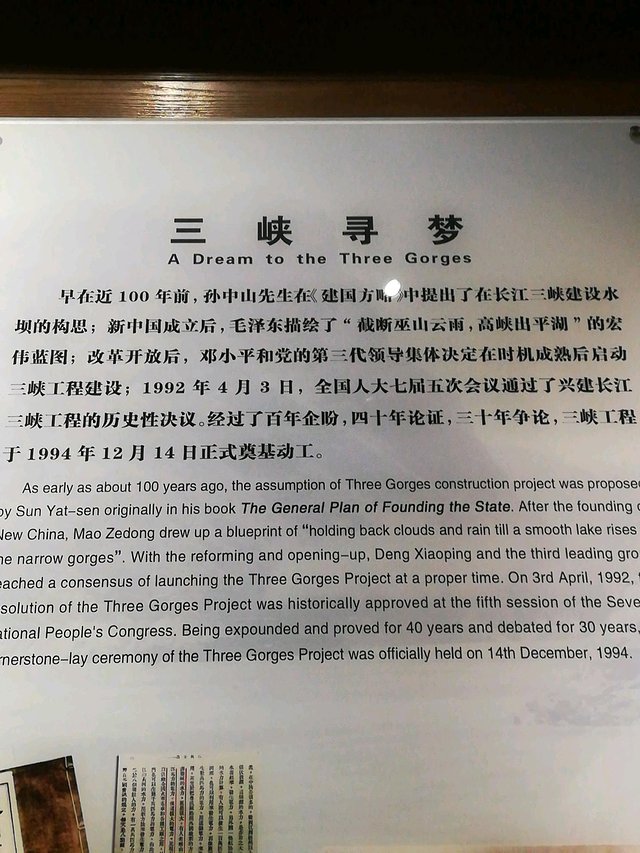 三峡寻梦
A Dream to the Three Gorges
早在近 100 年前，孙中山先生在《建国方略》中提出了在长江三峡建设水
坝的构思；新中国成立后，毛泽东描绘了“截断巫山云雨，高峡出平湖”的宏
伟蓝图；改革开放后，邓小平和党的第三代领导集体决定在时机成熟后启动
三峡工程建设；1992 年 4 月 3 日，全国人大七届五次会议通过了兴建长江
三峡工程的历史性决议。经过了百年企盼，四十年论证，三十年争论，三峡工程
于 1994 年 12 月 14 日正式奠基动工。
As early as about 100 years ago, the assumption of Three Gorges construction project was proposed
by Sun Yat-sen originally in his book The General Plan of Founding the State. After the founding
New China, Mao Zedong drew up a blueprint of “holding back clouds and rain till a smooth lake rises
narrow gorges”. With the reforming and opening-up, Deng Xiaoping and the third leading
eached a consensus of launching the Three Gorges Project at a proper time. On 3rd April, 1992,
solution of the Three Gorges Project was historically approved at the fifth session of the Seve
ational People's Congress. Being expounded and proved for 40 years and debated for 30 years,
rnerstone-lay ceremony of the Three Gorges Project was officially held on 14th December, 1994.